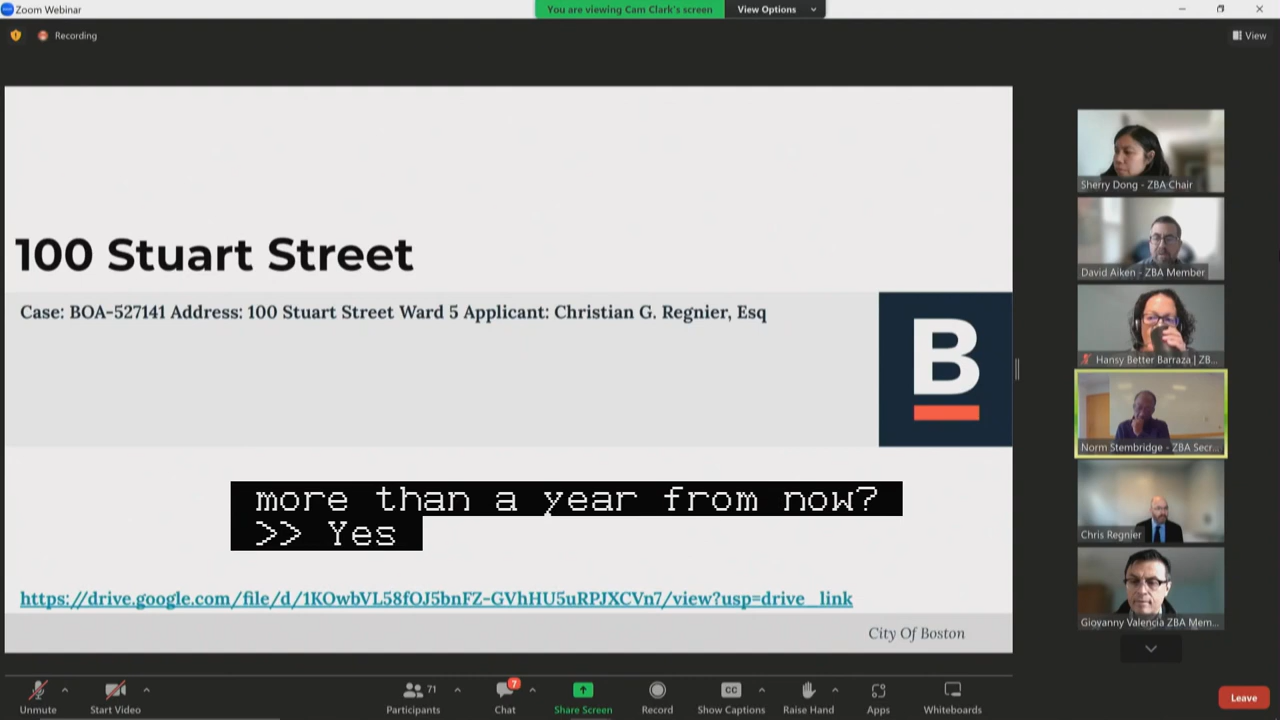 Zoom Webinar
You are viewing Cam Clark's screen
View Options
Recording
View
100 Stuart Street
Case: BOA-527141 Address: 100 Stuart Street Ward 5 Applicant: Christian G. Regnier, Esq
B
more than a year from now?
>> Yes
https://drive.google.com/file/d/1KOwbVL58fOJ5bnFZ-GVhHU5uRPJXCVn7/view?usp=drive_link
City Of Boston
Sherry Dong - ZBA Chair
David Aiken - ZBA Member
Hansy Better Barraza | ZB...
Norm Stembridge - ZBA Secr...
Chris Regnier
Giovanny Valencia ZBA Mem...
Unmute
Start Video
Participants
71
Chat
7
Share Screen
Record
CC
Show Captions
Raise Hand
Apps
Whiteboards
Leave